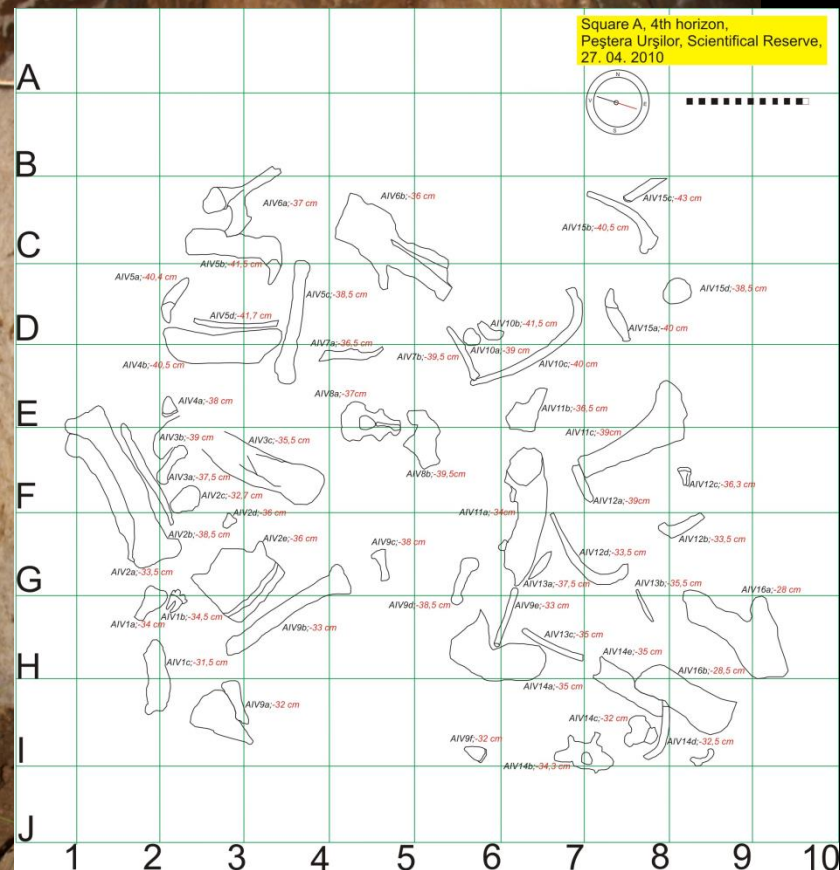 Square A, 4th horizon,
Peştera Urşilor, Scientifical Reserve,
27. 04. 2010
A
N
V
E
S
B
AIV6a;-37 cm
AIV6b;-36 cm
AIV15c;-43 cm
AIV15b;-40,5 cm
C
AIV5b;-41,5 cm
AIV5a;-40,4 cm
AIV5c;-38,5 cm
AIV15d;-38,5 cm
AIV5d;-41,7 cm
AIV10b;-41,5 cm
AIV15a;-40 cm
D
AIV7a;-36,5 cm
AIV7b;-39,5 cm
AIV10a;-39 cm
AIV4b;-40,5 cm
AIV10c;-40 cm
AIV4a;-38 cm
AIV8a;-37cm
AIV11b;-36,5 cm
E
AIV3b;-39 cm
AIV3c;-35,5 cm
AIV11c;-39cm
AIV3a;-37,5 cm
AIV8b;-39,5cm
AIV12c;-36,3 cm
AIV2c;-32,7 cm
AIV12a;-39cm
F
AIV2d;-36 cm
AIV11a;-34cm
AIV2b;-38,5 cm
AIV2e;-36 cm
AIV9c;-38 cm
AIV12b;-33,5 cm
AIV12d;-33,5 cm
AIV2a;-33,5 cm
AIV13a;-37,5 cm
AIV13b;-35,5 cm
AIV16a;-28 cm
G
AIV9d;-38,5 cm
AIV9e;-33 cm
AIV1b;-34,5 cm
AIV1a;-34 cm
AIV9b;-33 cm
AIV13c;-35 cm
AIV14e;-35 cm
AIV1c;-31,5 cm
AIV16b;-28,5 cm
H
AIV14a;-35 cm
AIV9a;-32 cm
AIV14c;-32 cm
AIV9f;-32 cm
AIV14d;-32,5 cm
I
AIV14b;-34,3 cm
J
1 2 3 4 5 6 7 8 9 10